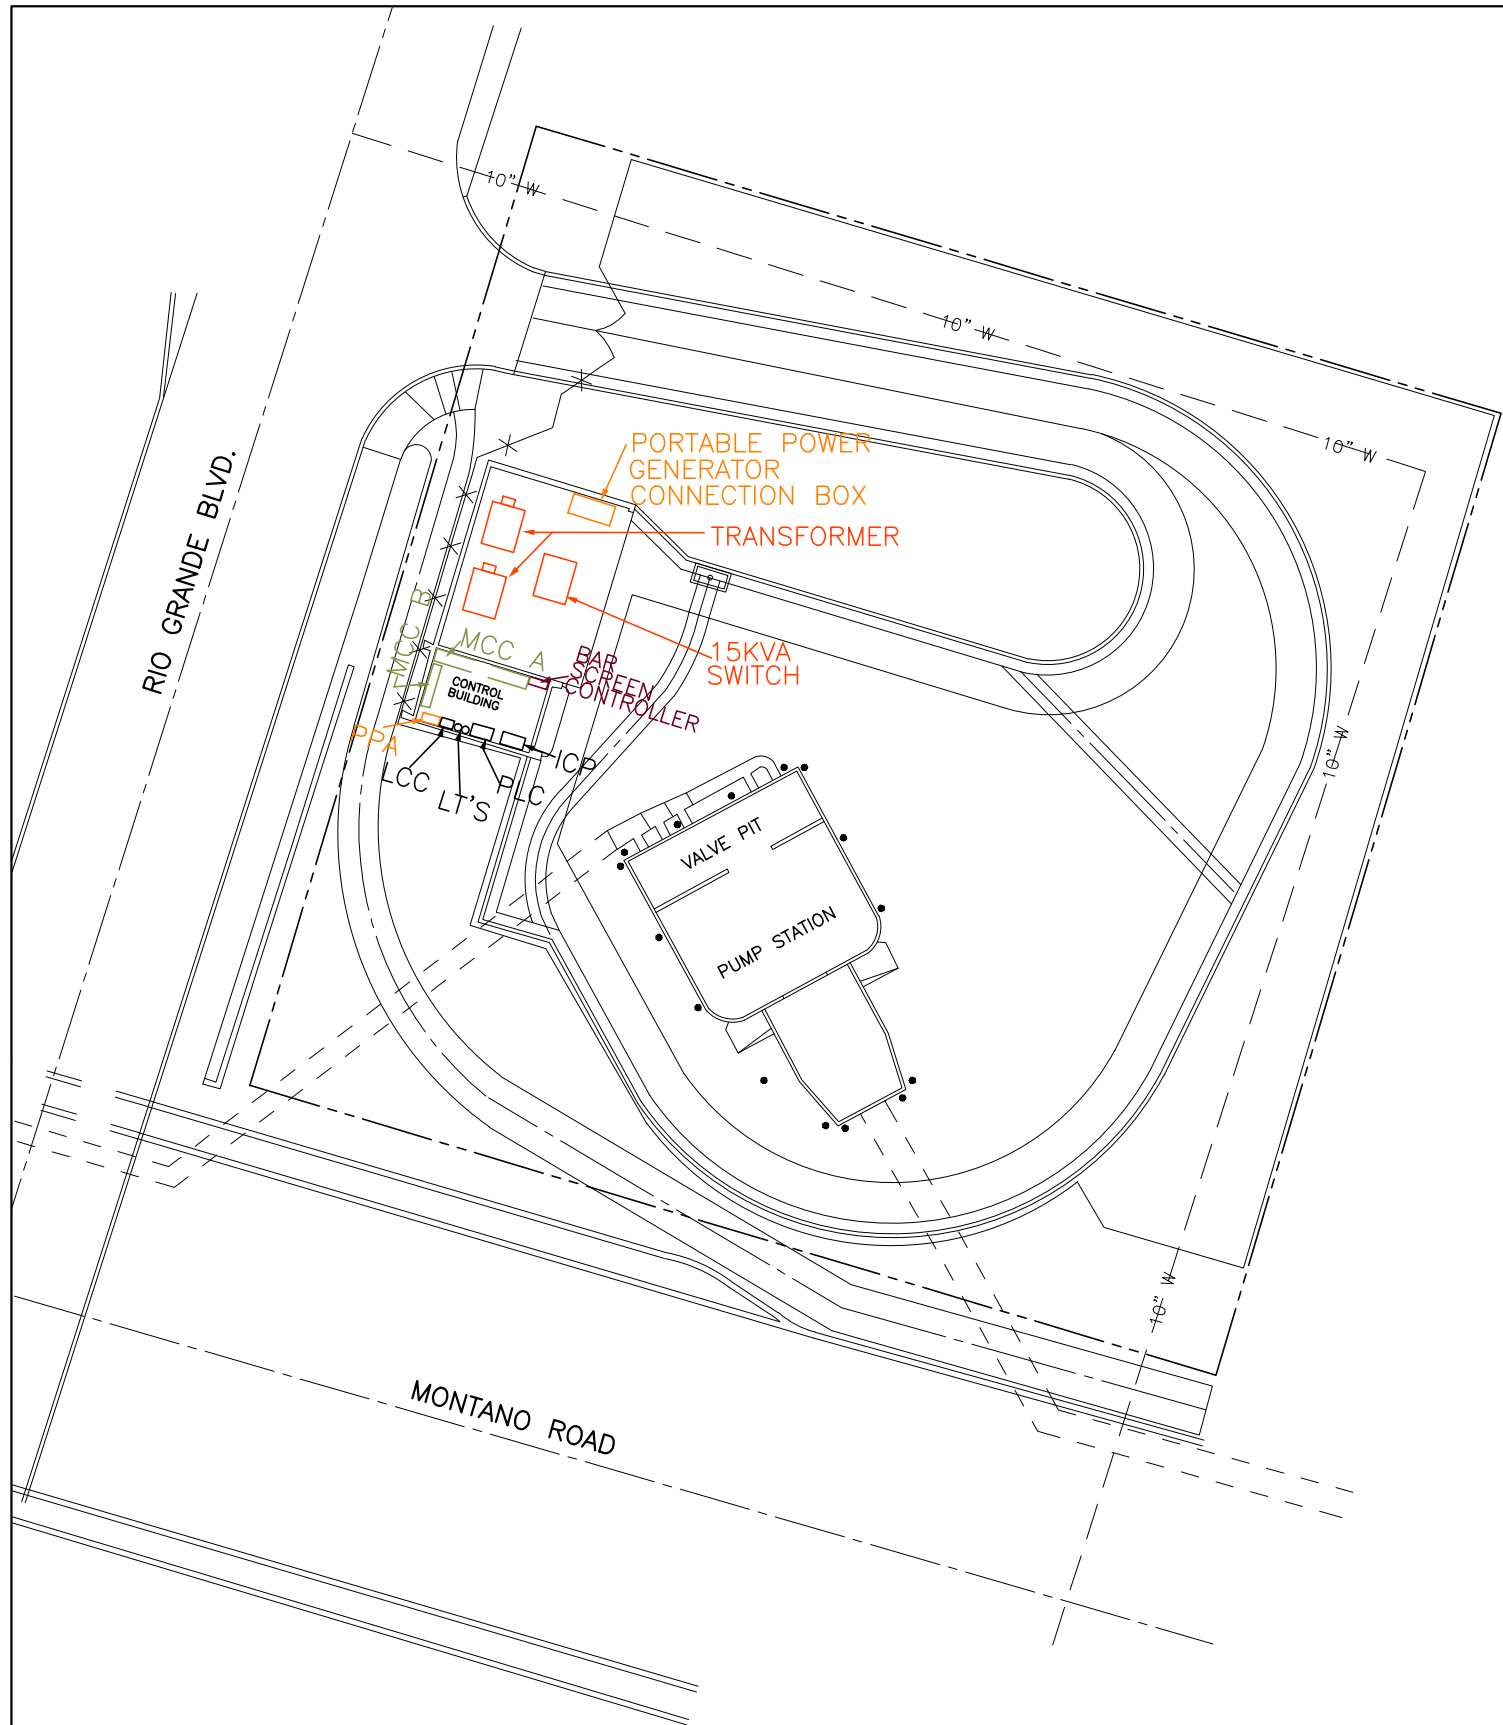 10" W
10" W
RIO GRANDE BLVD.
PORTABLE POWER
GENERATOR
CONNECTION BOX
10" W
TRANSFORMER
MCC B
MCC A
BAR
SCREEN
CONTROLLER
15KVA
SWITCH
CONTROL
BUILDING
PPA
LCC
LT'S
PLC
ICP
10" W
VALVE PIT
PUMP STATION
10" W
MONTANO ROAD